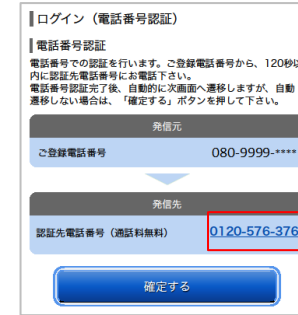 ログイン（電話番号認証）
電話番号認証
電話番号での認証を行います。ご登録電話番号から、120秒以
内に認証先電話番号にお電話下さい。
電話番号認証完了後、自動的に次画面へ遷移しますが、自動
遷移しない場合は、「確定する」ボタンを押して下さい。
発信元
ご登録電話番号 080-9999-****
発信先
認証先電話番号（通話料無料） 0120-576-376
確定する